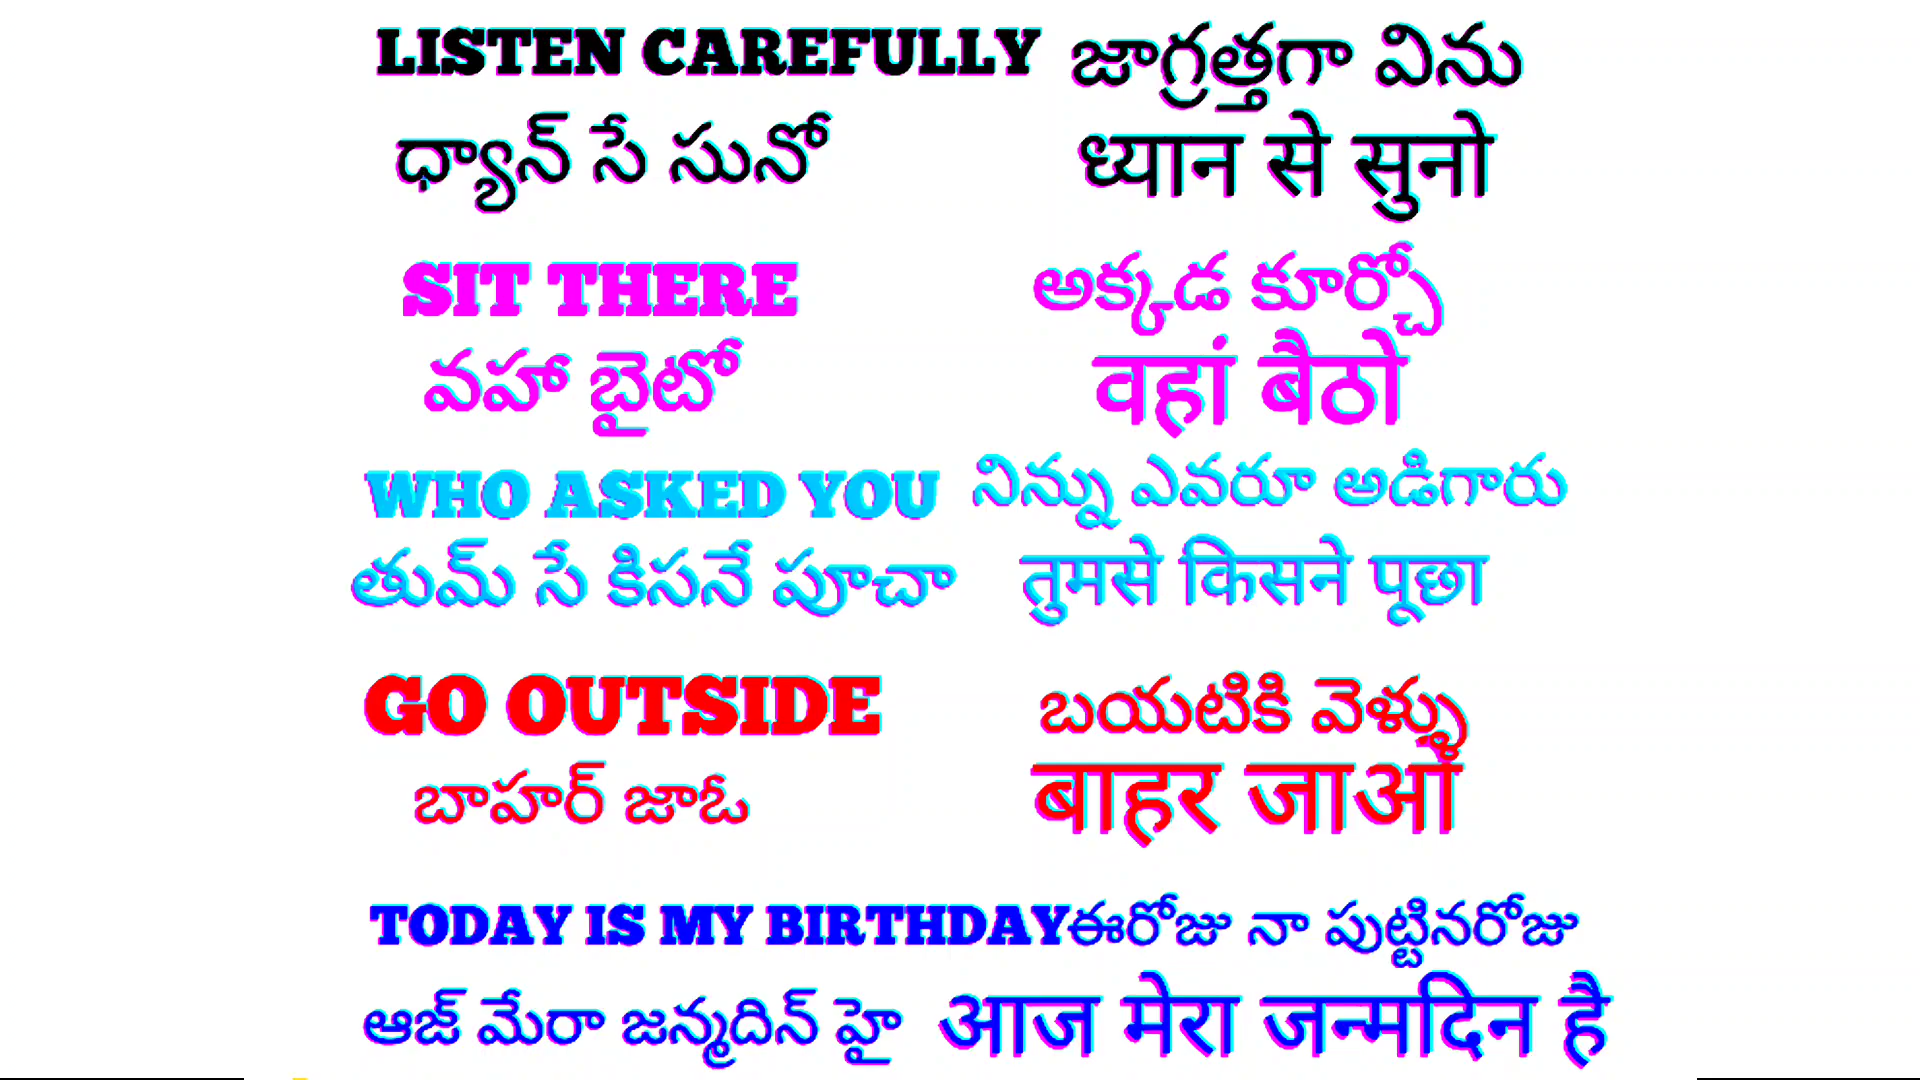 LISTEN CAREFULLY జాగ్రత్తగా విను
ధ్యాన్ సే సునో ध्यान से सुनो
SIT THERE అక్కడ కూర్చో
వహా బైటో वहां बैठो
WHO ASKED YOU నిన్ను ఎవరూ అడిగారు
తుమ్ సే కిసనే పూచా तुमसे किसने पूछा
GO OUTSIDE బయటికి వెళ్ళు
బాహర్ జాఓ बाहर जाओ
TODAY IS MY BIRTHDAY ఈరోజు నా పుట్టినరోజు
ఆజ్ మేరా జన్మదిన్ హై आज मेरा जन्मदिन है